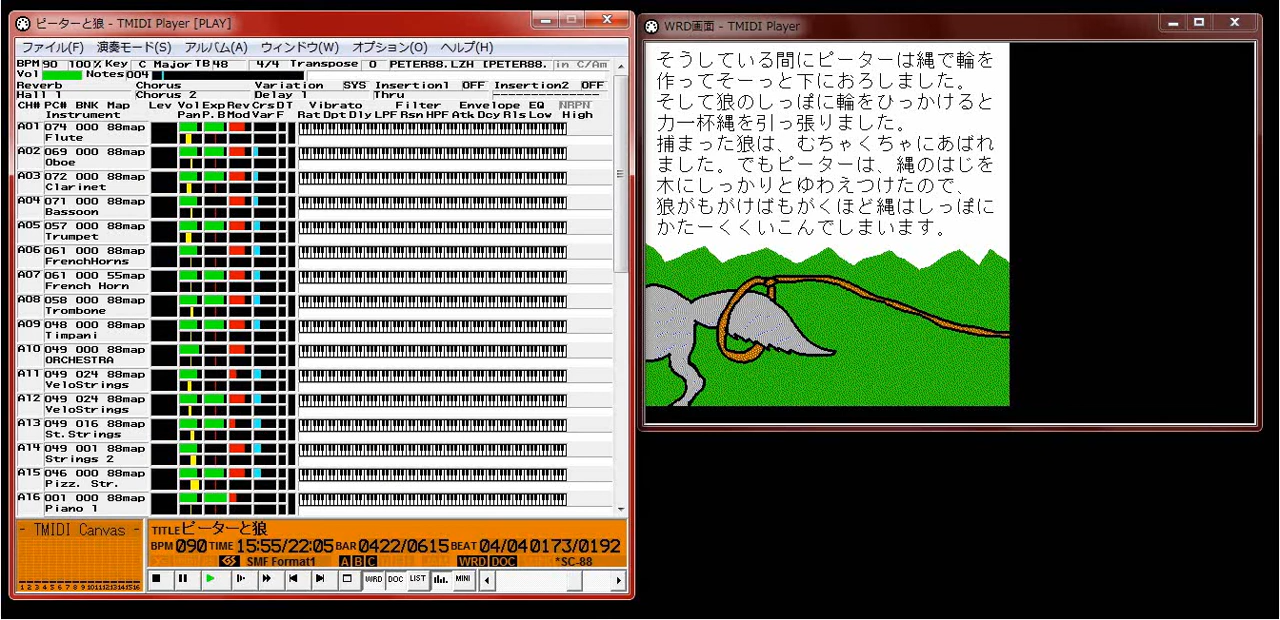 ピーターと狼 - TMIDI Player [PLAY]
ファイル(F) 演奏モード(S) アルバム(A) ウィンドウ(W) オプション(O) ヘルプ(H)
BPM 90 100% Key C Major TB 48 4/4 Transpose 0 PETER88.LZH [PETER88. in C/Am
Vol Notes 004
Reverb Chorus Variation SYS Insertion1 OFF Insertion2 OFF
Hall 1 Chorus 2 Delay 1 Thru
CH# PC# BNK Map Lev Vol Exp Rev Crs DT Vibrato Filter Envelope EQ NRPN
Instrument Pan P.B Mod Var F Rat Dpt Dly LPF Rsn HPF Atk Dcy Rls Low High
A01 074 000 88map
Flute
A02 069 000 88map
Oboe
A03 072 000 88map
Clarinet
A04 071 000 88map
Bassoon
A05 057 000 88map
Trumpet
A06 061 000 88map
FrenchHorns
A07 061 000 55map
French Horn
A08 058 000 88map
Trombone
A09 048 000 88map
Timpani
A10 049 000 88map
ORCHESTRA
A11 049 024 88map
VeloStrings
A12 049 024 88map
VeloStrings
A13 049 016 88map
St.Strings
A14 049 001 88map
Strings 2
A15 046 000 88map
Pizz. Str.
A16 001 000 88map
Piano 1
- TMIDI Canvas -
1 2 3 4 5 6 7 8 9 10 11 12 13 14 15 16
TITLE ピーターと狼
BPM 090 TIME 15:55/22:05 BAR 0422/0615 BEAT 04/04 0173/0192
GS SMF Format1 A B C WRD DOC *SC-88
WRD DOC LIST MINI
WRD画面 - TMIDI Player
そうしている間にピーターは縄で輪を
作ってそーっと下におろしました。
そして狼のしっぽに輪をひっかけると
力一杯縄を引っ張りました。
捕まった狼は、むちゃくちゃにあばれ
ました。でもピーターは、縄のはじを
木にしっかりとゆわえつけたので、
狼がもがけばもがくほど縄はしっぽに
かたーくくいこんでしまいます。